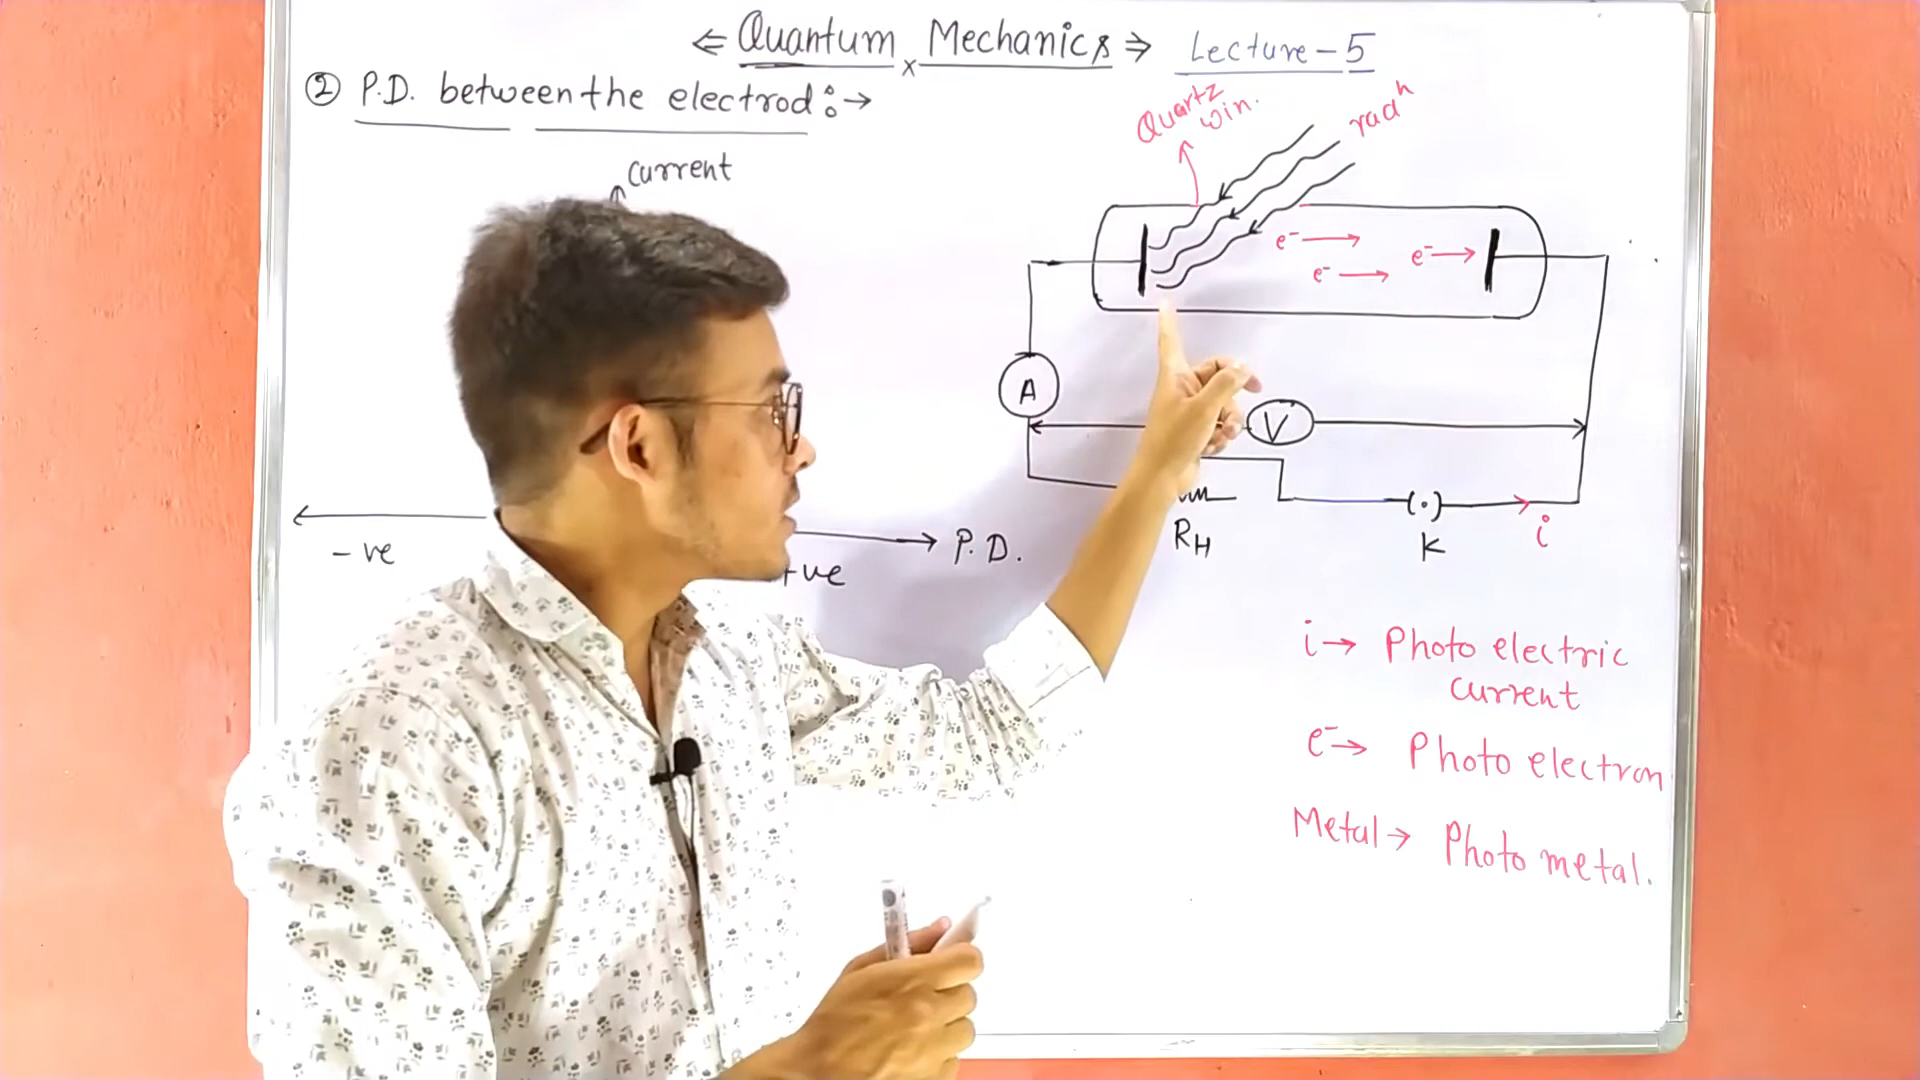 ⇐ Quantum Mechanics ⇒ Lecture-5
② P.D. between the electrod :→
Current
-ve
+ve
P.D.
Quartz
win.
radⁿ
e⁻ →
e⁻ →
e⁻ →
A
V
RH
(.)
K
i
i → Photo electric
Current
e⁻ → Photo electron
Metal → Photo metal.